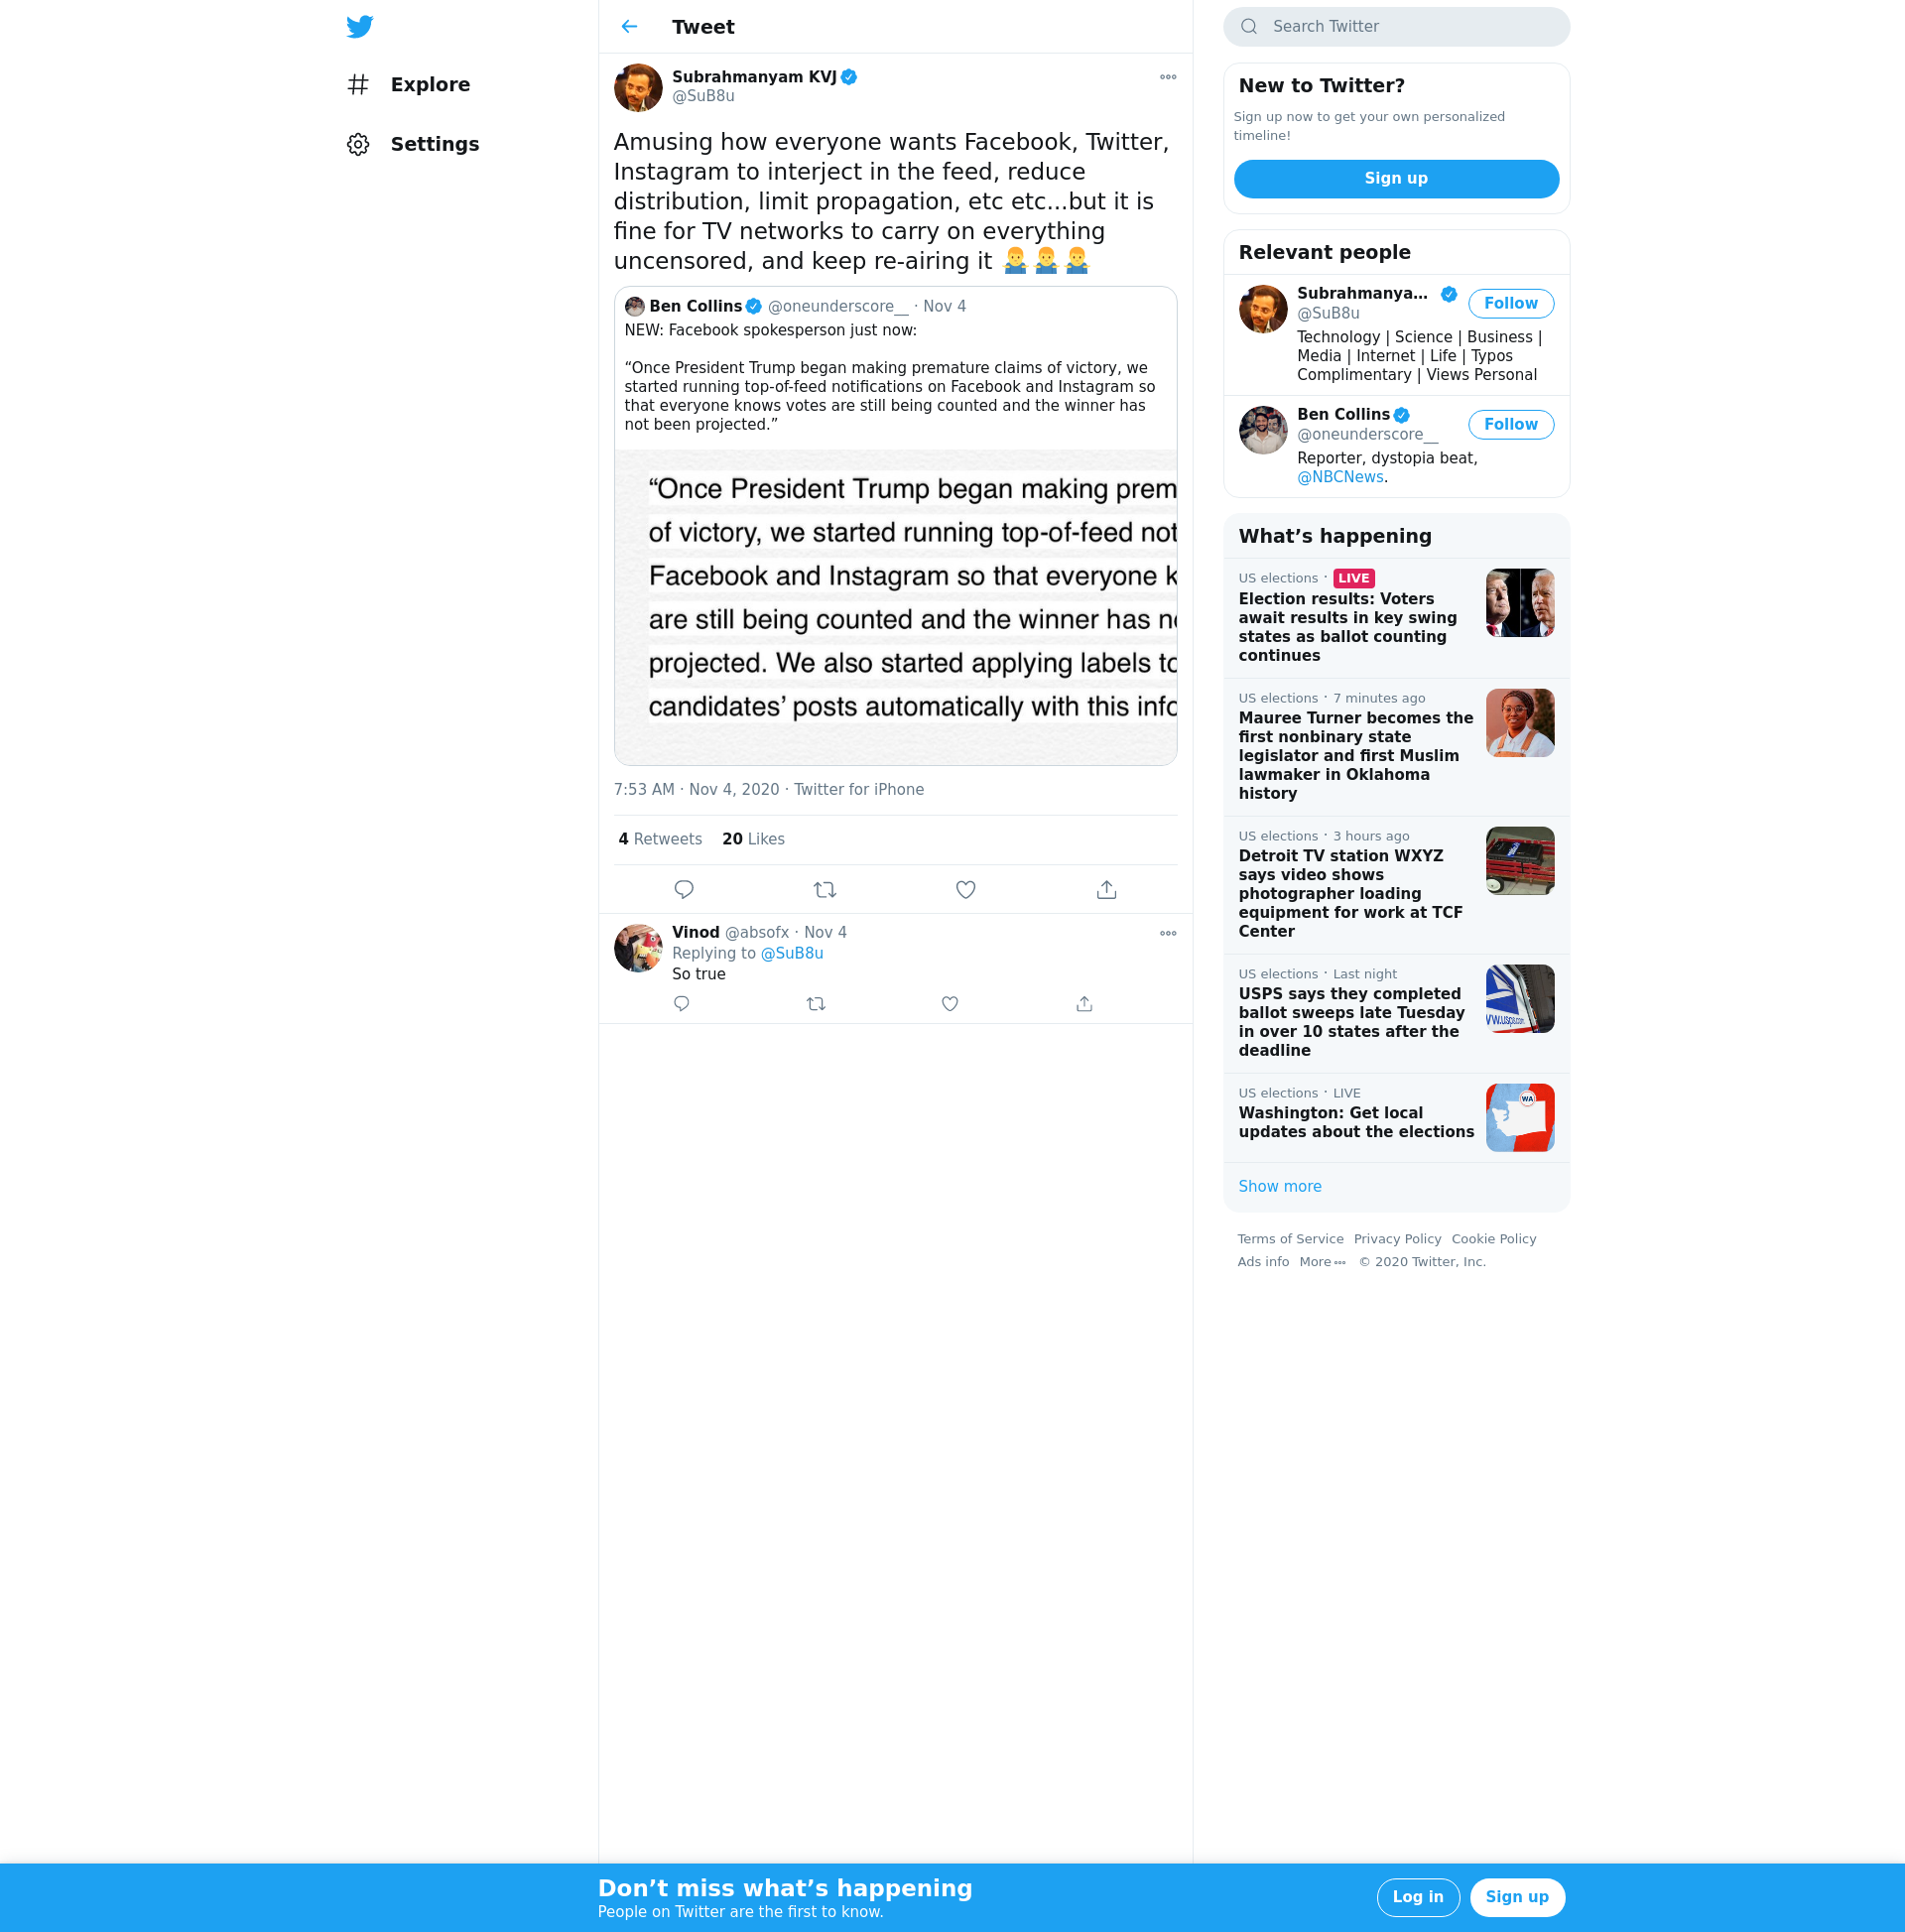 Explore
Settings
Tweet
Subrahmanyam KVJ
@SuB8u
Amusing how everyone wants Facebook, Twitter,
Instagram to interject in the feed, reduce
distribution, limit propagation, etc etc...but it is
fine for TV networks to carry on everything
uncensored, and keep re-airing it 🤷‍♂️🤷‍♂️🤷‍♂️
Ben Collins @oneunderscore__ · Nov 4
NEW: Facebook spokesperson just now:
“Once President Trump began making premature claims of victory, we
started running top-of-feed notifications on Facebook and Instagram so
that everyone knows votes are still being counted and the winner has
not been projected.”
“Once President Trump began making
of victory, we started running top-of-feed
Facebook and Instagram so that everyone
are still being counted and the winner has
projected. We also started applying labels
candidates’ posts automatically with this
7:53 AM · Nov 4, 2020 · Twitter for iPhone
4 Retweets 20 Likes
Vinod @absofx · Nov 4
Replying to @SuB8u
So true
Search Twitter
New to Twitter?
Sign up now to get your own personalized
timeline!
Sign up
Relevant people
Subrahmanya...
Follow
@SuB8u
Technology | Science | Business |
Media | Internet | Life | Typos
Complimentary | Views Personal
Ben Collins
Follow
@oneunderscore__
Reporter, dystopia beat,
@NBCNews.
What’s happening
US elections · LIVE
Election results: Voters
await results in key swing
states as ballot counting
continues
US elections · 7 minutes ago
Mauree Turner becomes the
first nonbinary state
legislator and first Muslim
lawmaker in Oklahoma
history
US elections · 3 hours ago
Detroit TV station WXYZ
says video shows
photographer loading
equipment for work at TCF
Center
US elections · Last night
USPS says they completed
ballot sweeps late Tuesday
in over 10 states after the
deadline
US elections · LIVE
Washington: Get local
updates about the elections
WA
Show more
Terms of Service Privacy Policy Cookie Policy
Ads info More © 2020 Twitter, Inc.
Don’t miss what’s happening
People on Twitter are the first to know.
Log in
Sign up